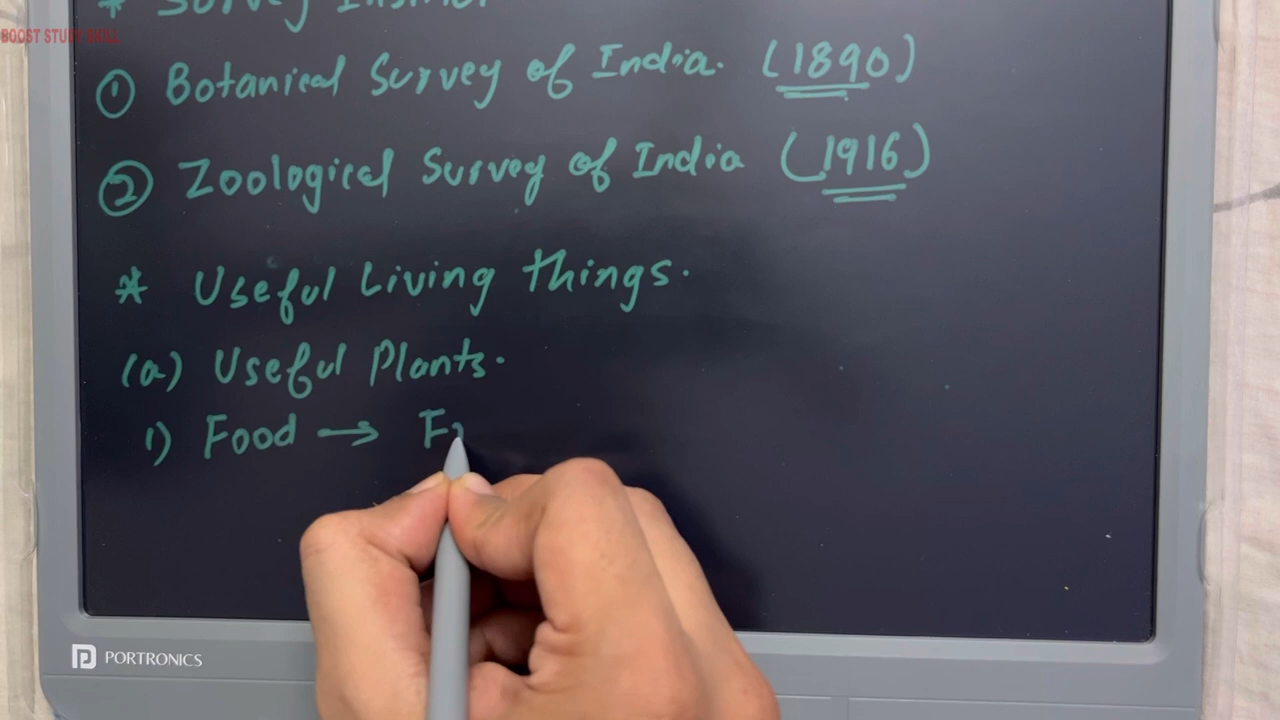 * Survey
BOOST STUDY SKILL
① Botanical Survey of India. (1890)
② Zoological Survey of India (1916)
* Useful Living things.
(a) Useful Plants.
1) Food → F
PORTRONICS